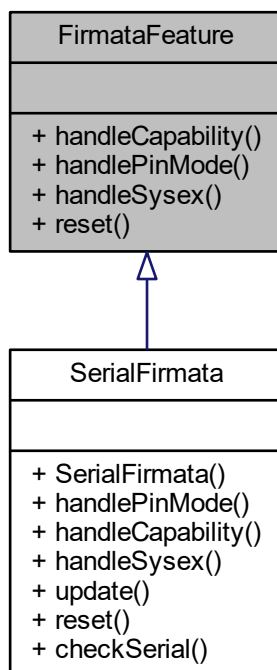 FirmataFeature
+ handleCapability()
+ handlePinMode()
+ handleSysex()
+ reset()
SerialFirmata
+ SerialFirmata()
+ handlePinMode()
+ handleCapability()
+ handleSysex()
+ update()
+ reset()
+ checkSerial()